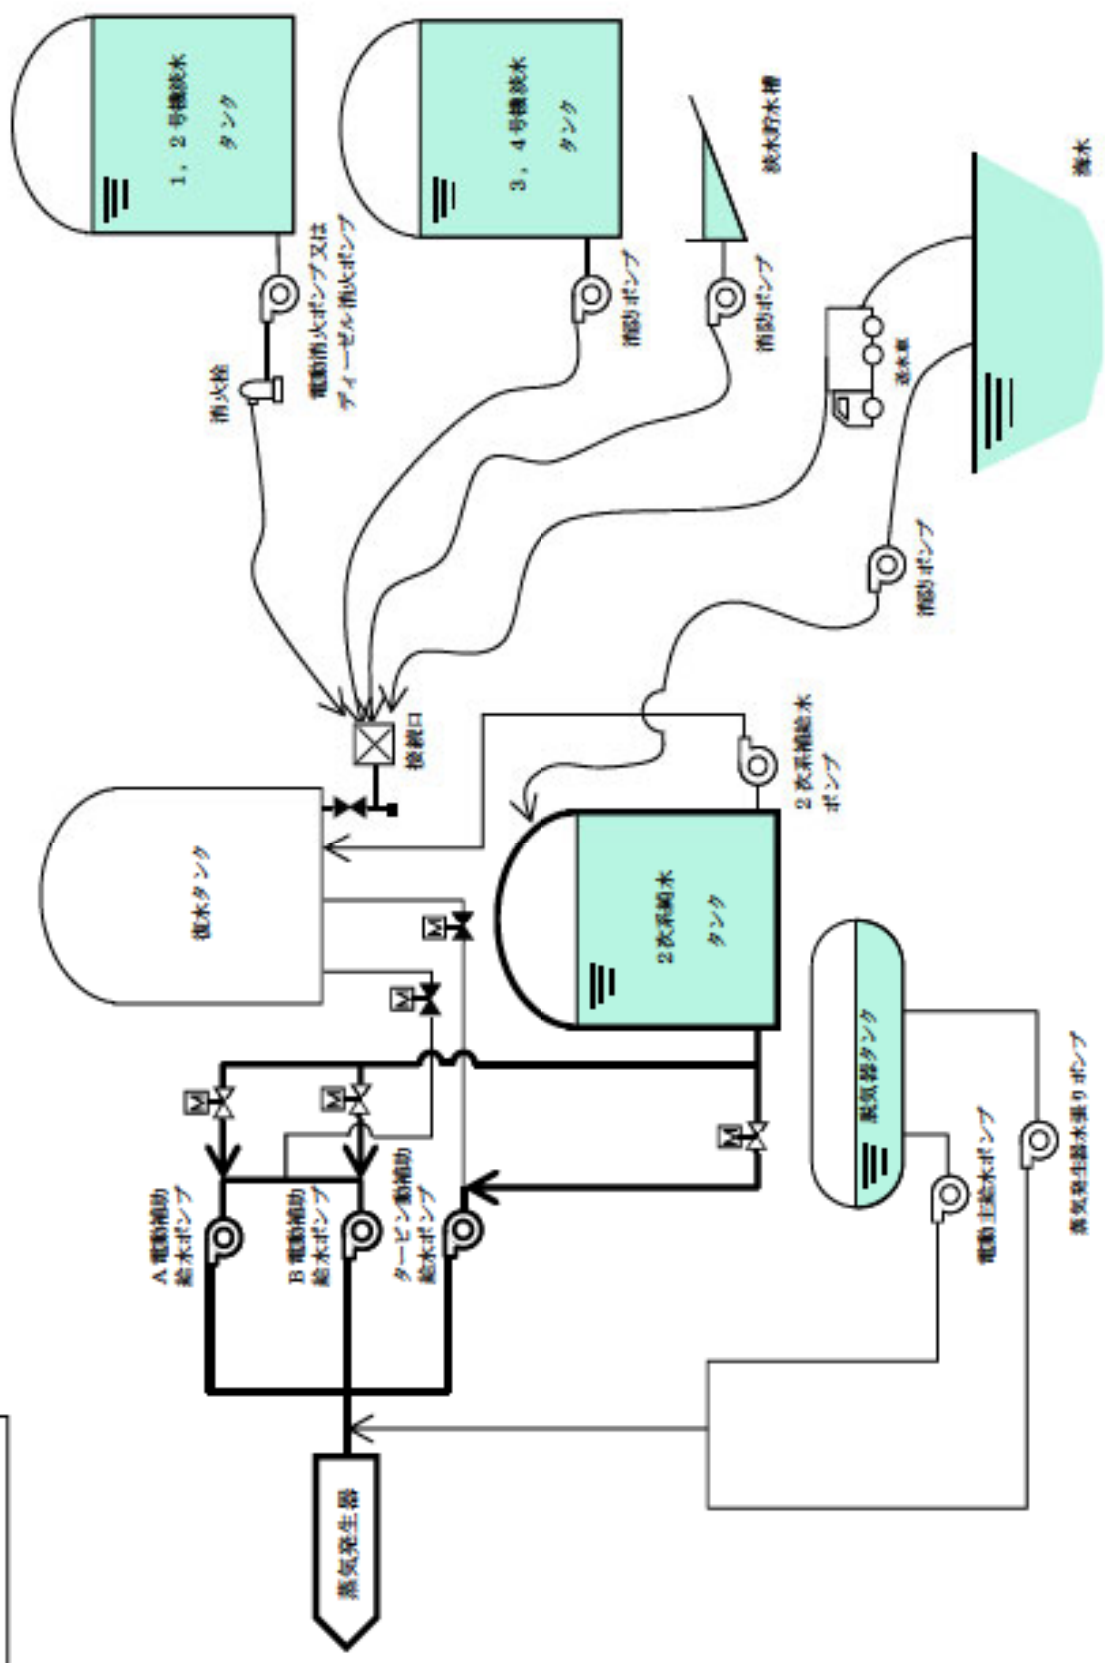 1，2号機淡水
タンク
3，4号機淡水
タンク
淡水貯水槽
海水
電動消火ポンプ又は
ディーゼル消火ポンプ
消火栓
消防ポンプ
消防ポンプ
送水車
消防ポンプ
接続口
復水タンク
2次系補給水
ポンプ
2次系純水
タンク
M
M
M
M
M
脱気器タンク
A電動補助
給水ポンプ
B電動補助
給水ポンプ
タービン動補助
給水ポンプ
電動主給水ポンプ
蒸気発生器水張りポンプ
蒸気発生器